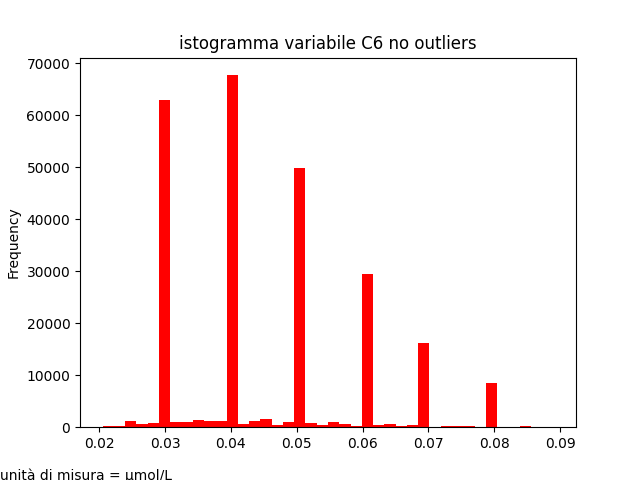 istogramma variabile C6 no outliers
70000
60000
50000
40000
30000
20000
10000
0
Frequency
0.02 0.03 0.04 0.05 0.06 0.07 0.08 0.09
unità di misura = μmol/L